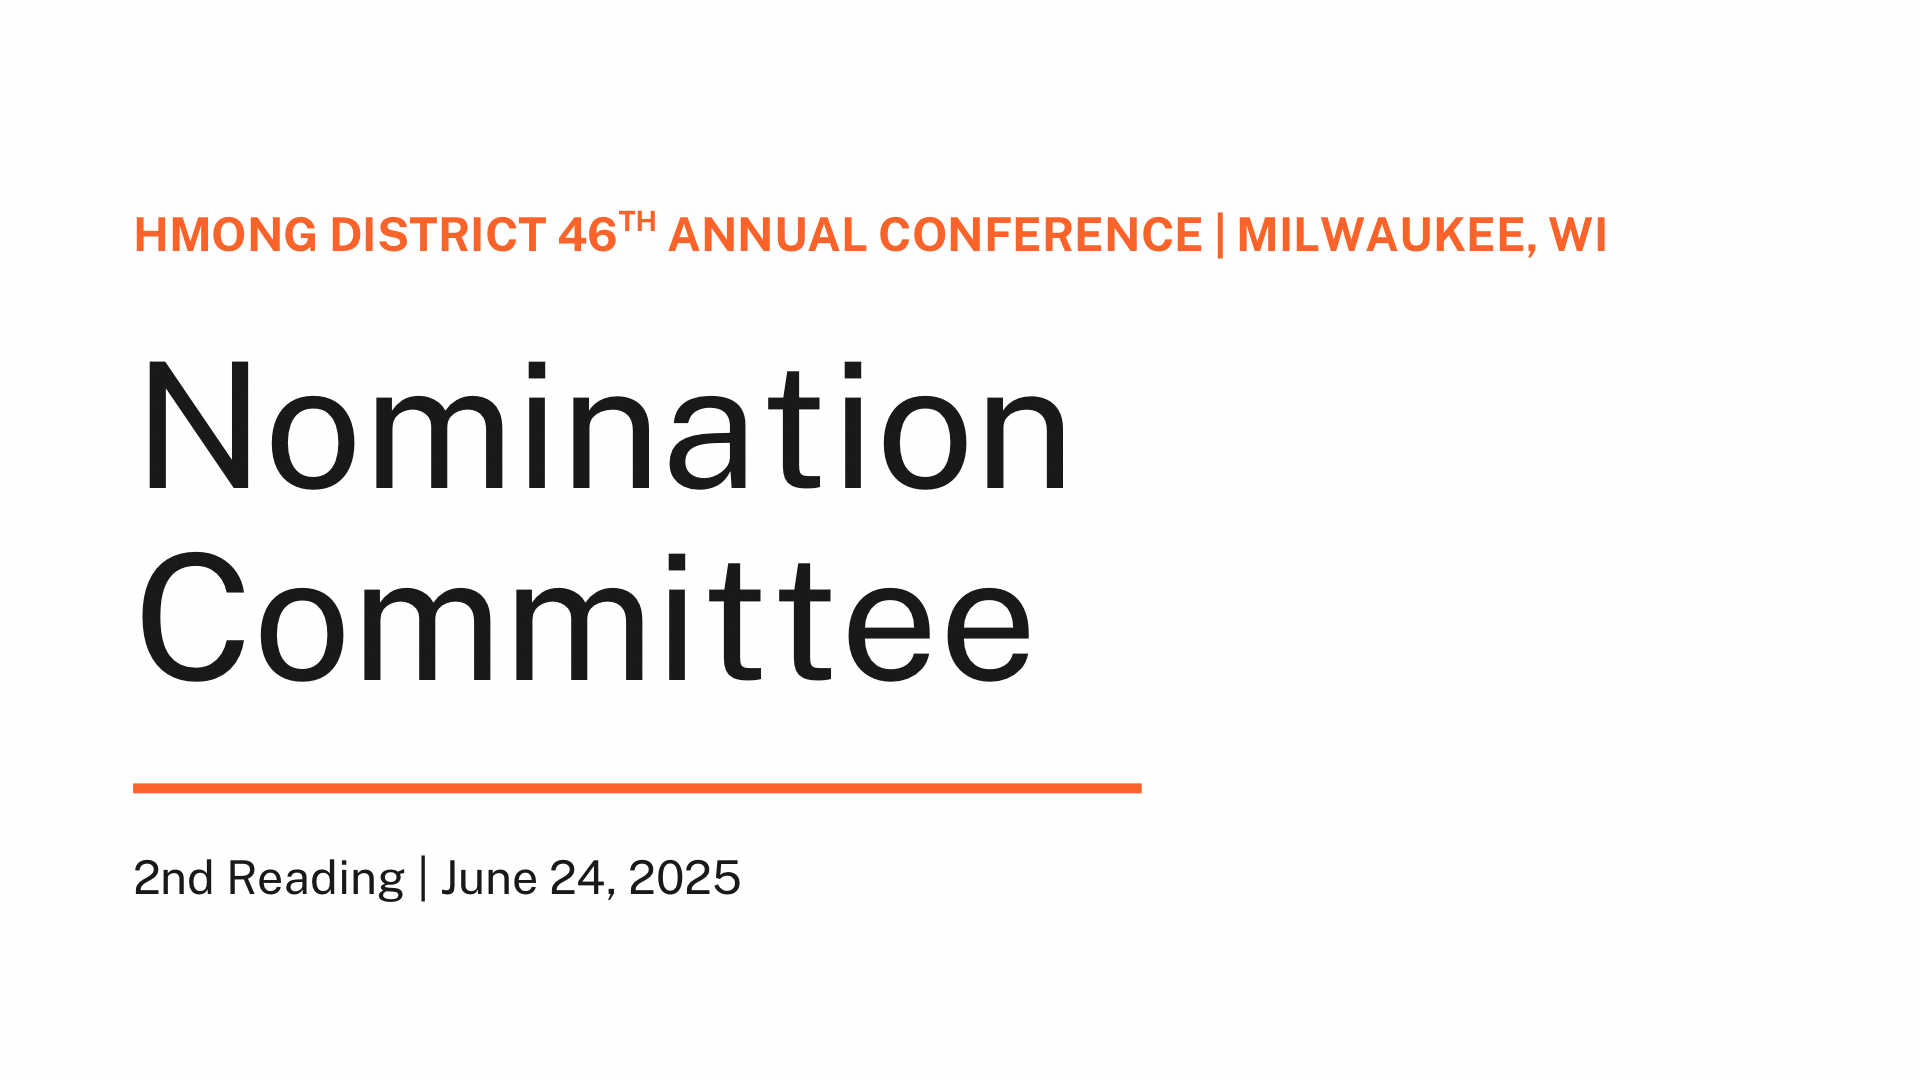 HMONG DISTRICT 46TH ANNUAL CONFERENCE | MILWAUKEE, WI
Nomination
Committee
2nd Reading | June 24, 2025